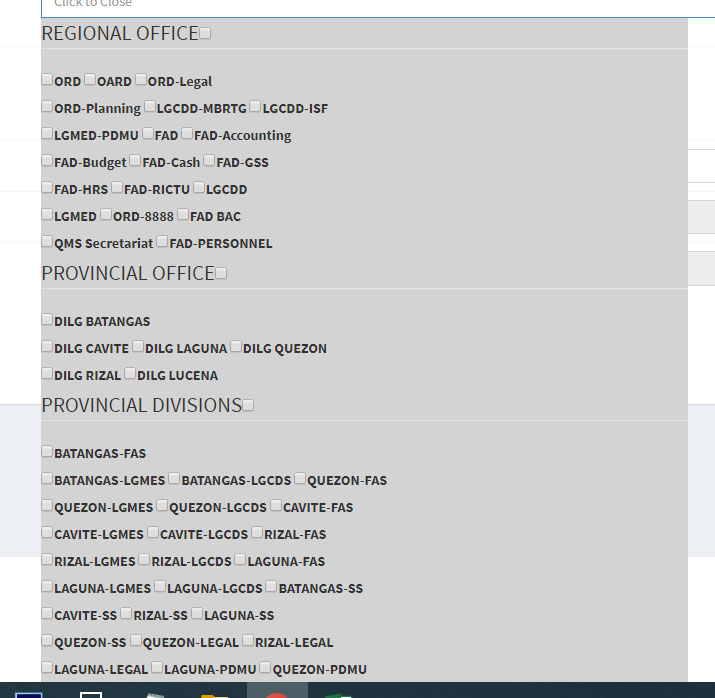 Click to Close
REGIONAL OFFICE
ORD OARD ORD-Legal
ORD-Planning LGCDD-MBRTG LGCDD-ISF
LGMED-PDMU FAD FAD-Accounting
FAD-Budget FAD-Cash FAD-GSS
FAD-HRS FAD-RICTU LGCDD
LGMED ORD-8888 FAD BAC
QMS Secretariat FAD-PERSONNEL
PROVINCIAL OFFICE
DILG BATANGAS
DILG CAVITE DILG LAGUNA DILG QUEZON
DILG RIZAL DILG LUCENA
PROVINCIAL DIVISIONS
BATANGAS-FAS
BATANGAS-LGMES BATANGAS-LGCDS QUEZON-FAS
QUEZON-LGMES QUEZON-LGCDS CAVITE-FAS
CAVITE-LGMES CAVITE-LGCDS RIZAL-FAS
RIZAL-LGMES RIZAL-LGCDS LAGUNA-FAS
LAGUNA-LGMES LAGUNA-LGCDS BATANGAS-SS
CAVITE-SS RIZAL-SS LAGUNA-SS
QUEZON-SS QUEZON-LEGAL RIZAL-LEGAL
LAGUNA-LEGAL LAGUNA-PDMU QUEZON-PDMU